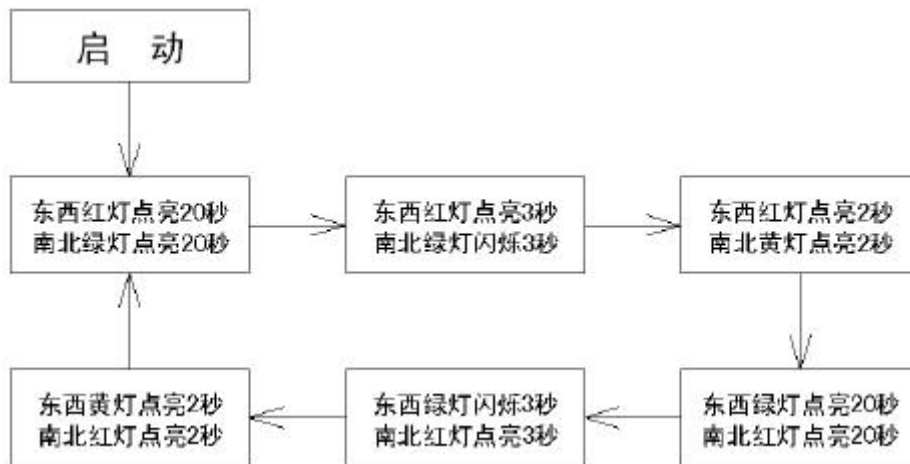 启 动
东西红灯点亮20秒
南北绿灯点亮20秒
东西红灯点亮3秒
南北绿灯闪烁3秒
东西红灯点亮2秒
南北黄灯点亮2秒
东西黄灯点亮2秒
南北红灯点亮2秒
东西绿灯闪烁3秒
南北红灯点亮3秒
东西绿灯点亮20秒
南北红灯点亮20秒